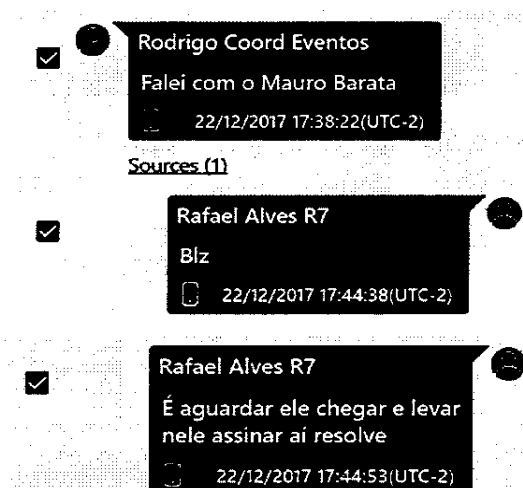 Rodrigo Coord Eventos
Falei com o Mauro Barata
22/12/2017 17:38:22(UTC-2)
Sources (1)
Rafael Alves R7
Blz
22/12/2017 17:44:38(UTC-2)
Rafael Alves R7
É aguardar ele chegar e levar
nele assinar aí resolve
22/12/2017 17:44:53(UTC-2)